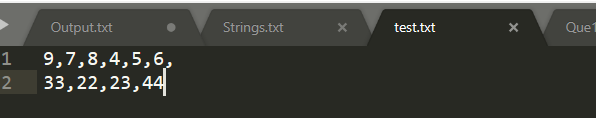 Output.txt Strings.txt test.txt Que1
1 9,7,8,4,5,6,
2 33,22,23,44